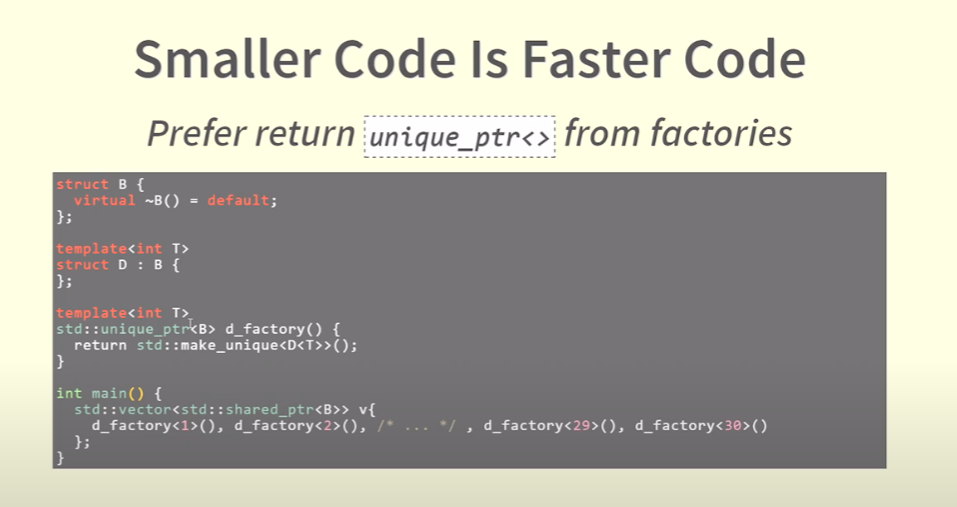 Smaller Code Is Faster Code
Prefer return unique_ptr<> from factories
struct B {
  virtual ~B() = default;
};

template<int T>
struct D : B {
};

template<int T>
std::unique_ptr<B> d_factory() {
  return std::make_unique<D<T>>();
}

int main() {
  std::vector<std::shared_ptr<B>> v{
    d_factory<1>(), d_factory<2>(), /* ... */ , d_factory<29>(), d_factory<30>()
  };
}